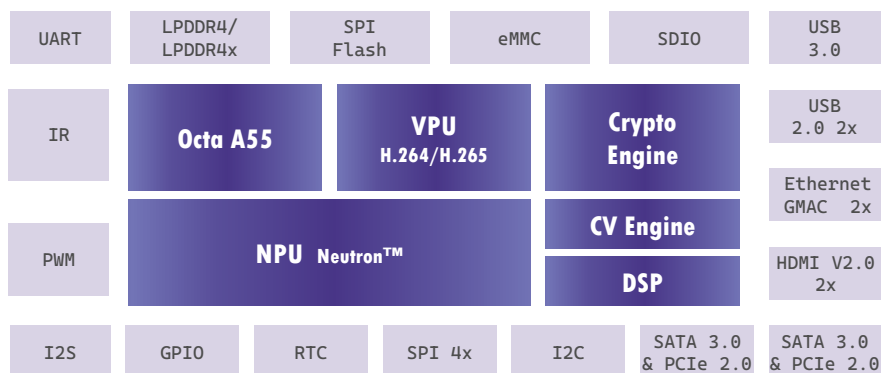 UART
LPDDR4/
LPDDR4x
SPI
Flash
eMMC
SDIO
USB
3.0
IR
Octa A55
VPU
H.264/H.265
Crypto
Engine
USB
2.0 2x
Ethernet
GMAC 2x
PWM
NPU Neutron™
CV Engine
DSP
HDMI V2.0
2x
I2S
GPIO
RTC
SPI 4x
I2C
SATA 3.0
& PCIe 2.0
SATA 3.0
& PCIe 2.0